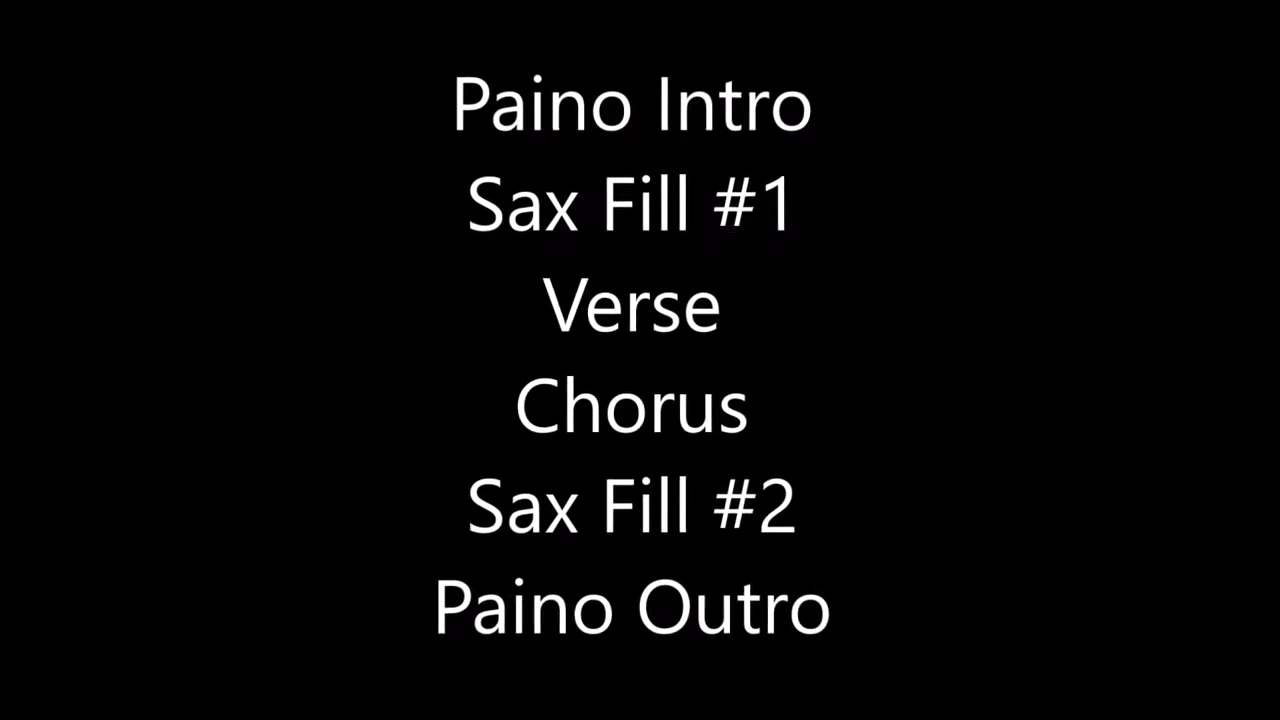 Paino Intro
Sax Fill #1
Verse
Chorus
Sax Fill #2
Paino Outro